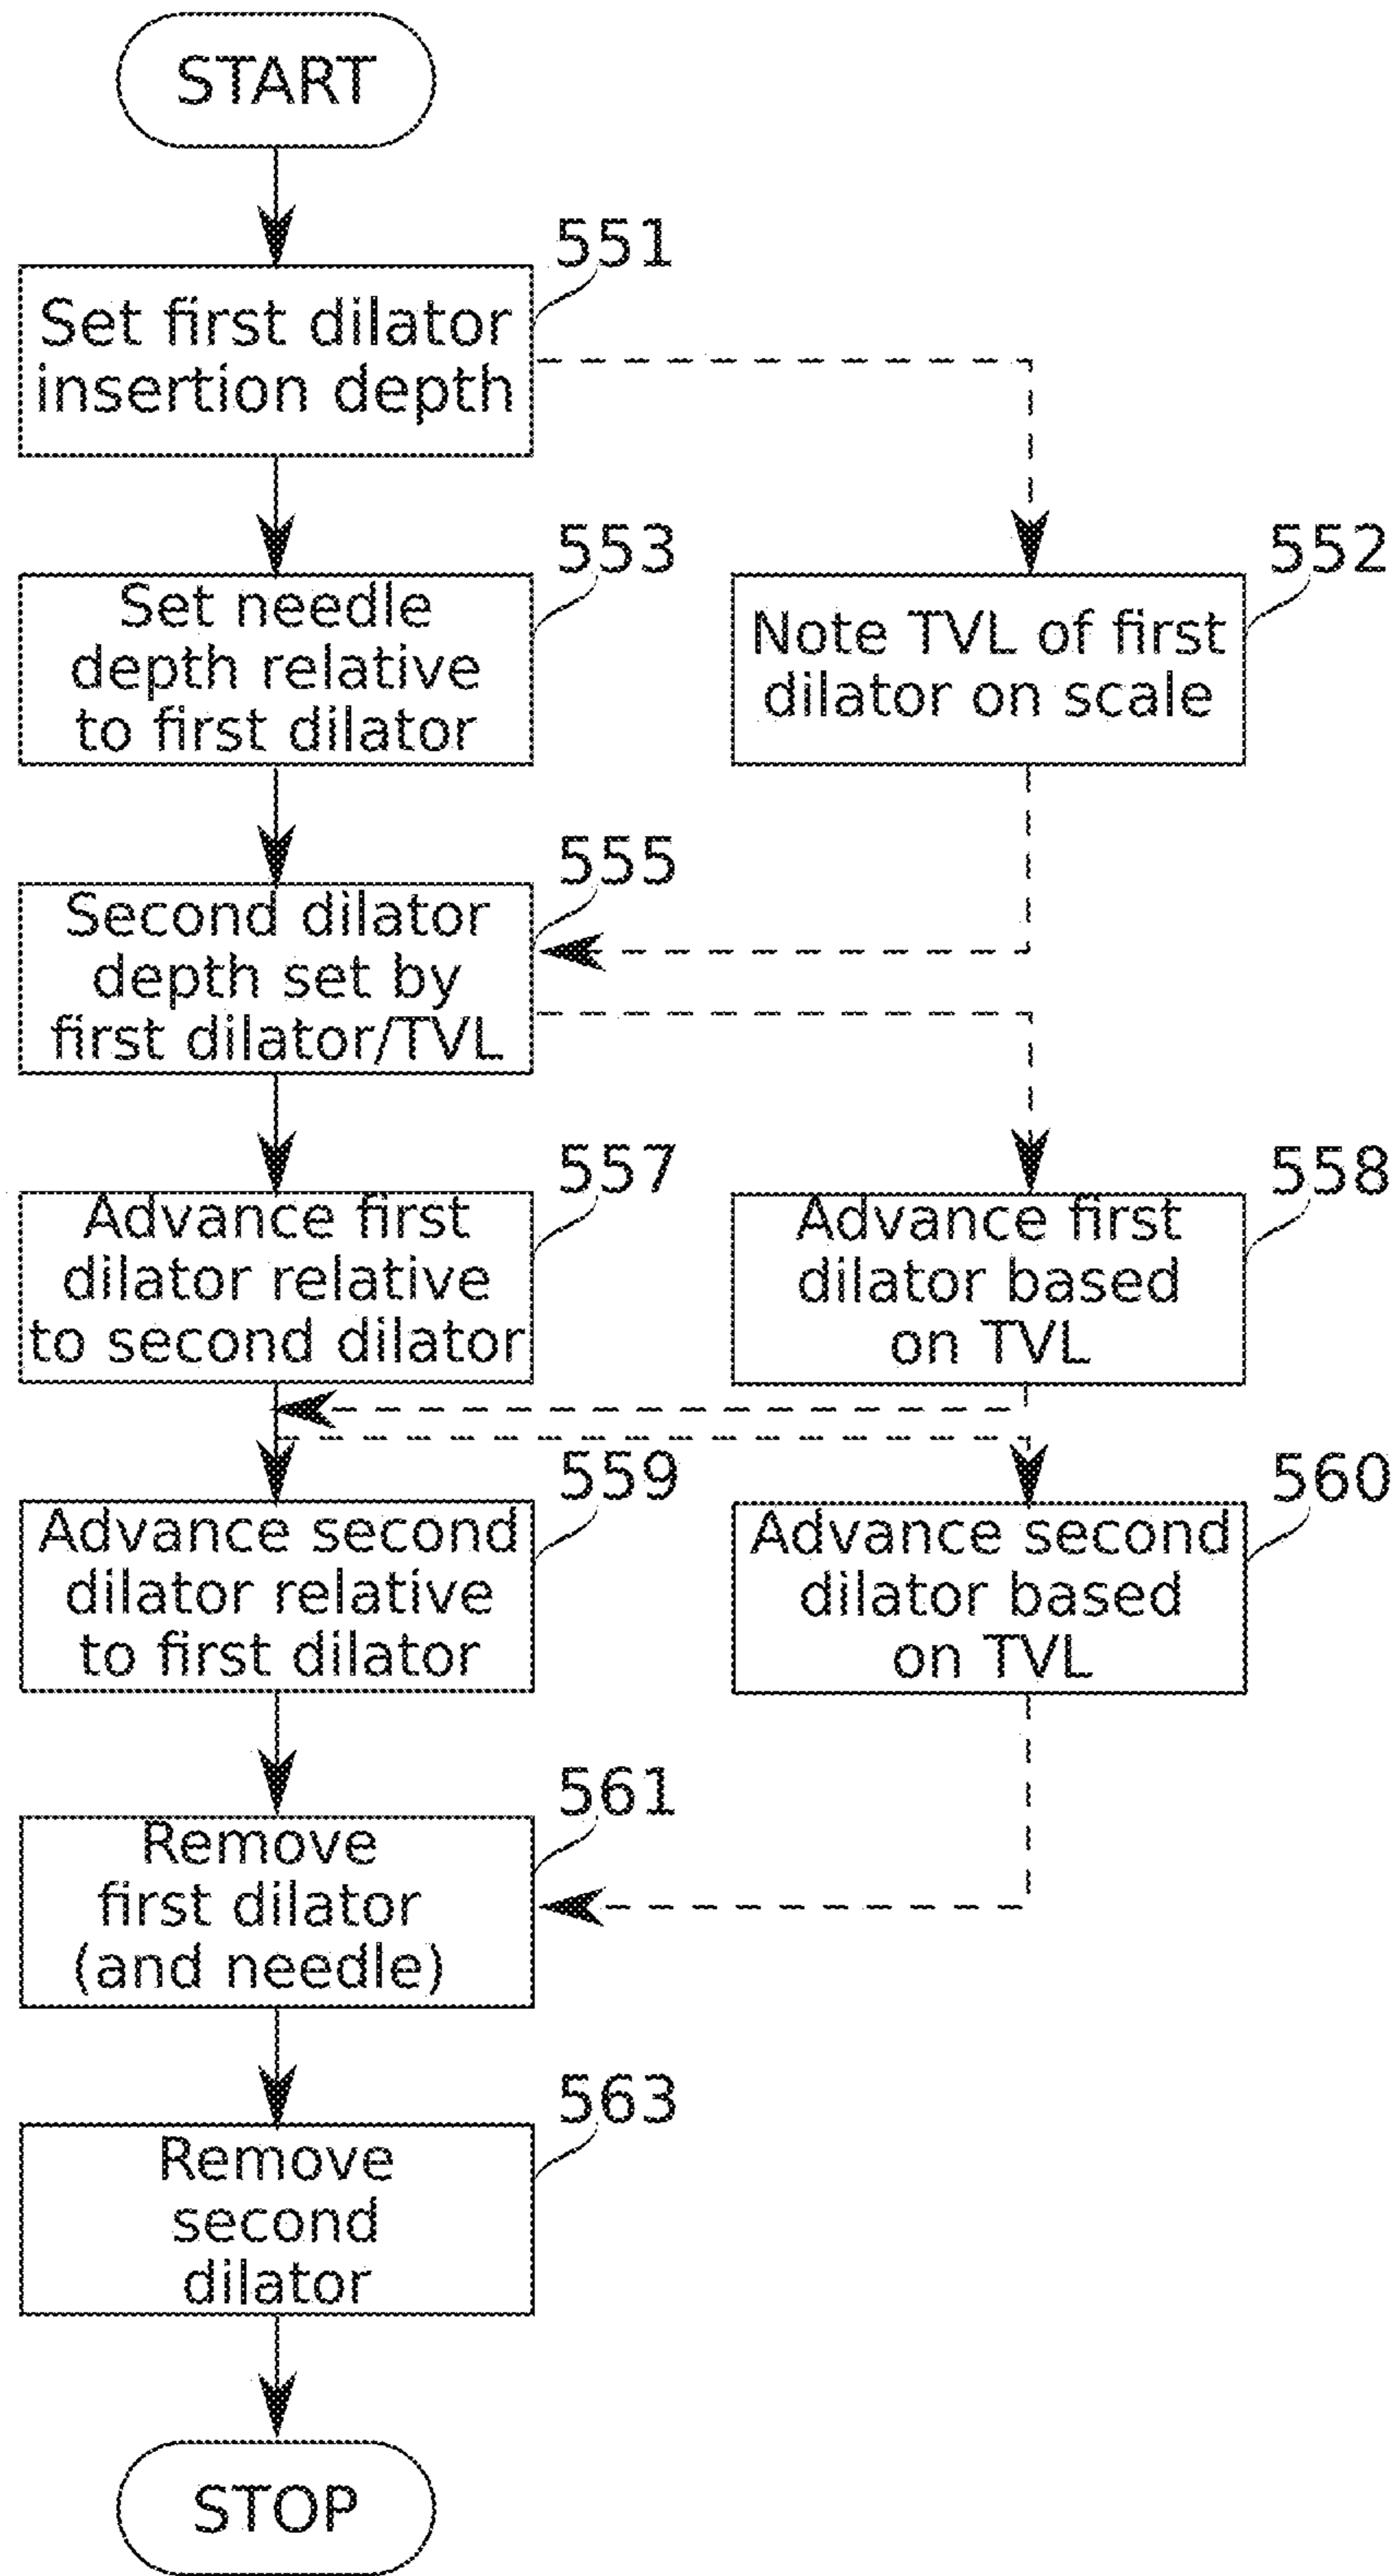 START
551
Set first dilator
insertion depth
553
Set needle
depth relative
to first dilator
552
Note TVL of first
dilator on scale
555
Second dilator
depth set by
first dilator/TVL
557
Advance first
dilator relative
to second dilator
558
Advance first
dilator based
on TVL
559
Advance second
dilator relative
to first dilator
560
Advance second
dilator based
on TVL
561
Remove
first dilator
(and needle)
563
Remove
second
dilator
STOP